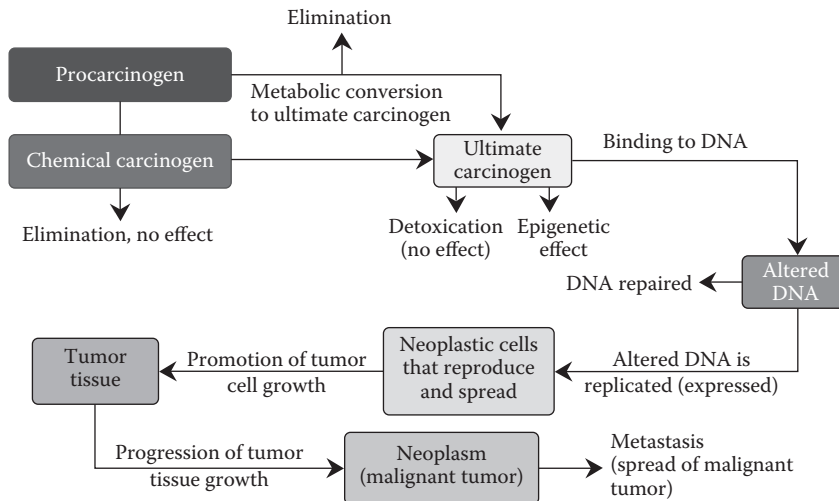 Elimination
Procarcinogen
Metabolic conversion
to ultimate carcinogen
Chemical carcinogen
Ultimate
carcinogen
Binding to DNA
Elimination, no effect
Detoxication
(no effect)
Epigenetic
effect
DNA repaired
Altered
DNA
Tumor
tissue
Promotion of tumor
cell growth
Neoplastic cells
that reproduce
and spread
Altered DNA is
replicated (expressed)
Progression of tumor
tissue growth
Neoplasm
(malignant tumor)
Metastasis
(spread of malignant
tumor)